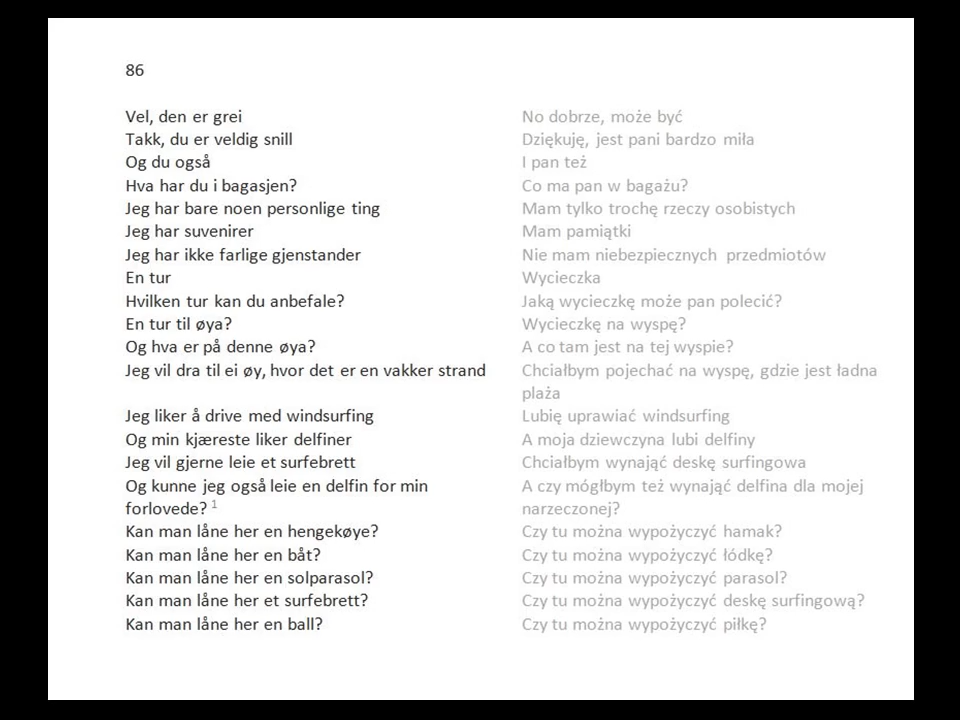 86
Vel, den er grei
No dobrze, może być
Takk, du er veldig snill
Dziękuję, jest pani bardzo miła
Og du også
I pan też
Hva har du i bagasjen?
Co ma pan w bagażu?
Jeg har bare noen personlige ting
Mam tylko trochę rzeczy osobistych
Jeg har suvenirer
Mam pamiątki
Jeg har ikke farlige gjenstander
Nie mam niebezpiecznych przedmiotów
En tur
Wycieczka
Hvilken tur kan du anbefale?
Jaką wycieczkę może pan polecić?
En tur til øya?
Wycieczkę na wyspę?
Og hva er på denne øya?
A co tam jest na tej wyspie?
Jeg vil dra til ei øy, hvor det er en vakker strand
Chciałbym pojechać na wyspę, gdzie jest ładna
plaża
Jeg liker å drive med windsurfing
Lubię uprawiać windsurfing
Og min kjæreste liker delfiner
A moja dziewczyna lubi delfiny
Jeg vil gjerne leie et surfebrett
Chciałbym wynająć deskę surfingowa
Og kunne jeg også leie en delfin for min
forlovede? 1
A czy mógłbym też wynająć delfina dla mojej
narzeczonej?
Kan man låne her en hengekøye?
Czy tu można wypożyczyć hamak?
Kan man låne her en båt?
Czy tu można wypożyczyć łódkę?
Kan man låne her en solparasol?
Czy tu można wypożyczyć parasol?
Kan man låne her et surfebrett?
Czy tu można wypożyczyć deskę surfingową?
Kan man låne her en ball?
Czy tu można wypożyczyć piłkę?